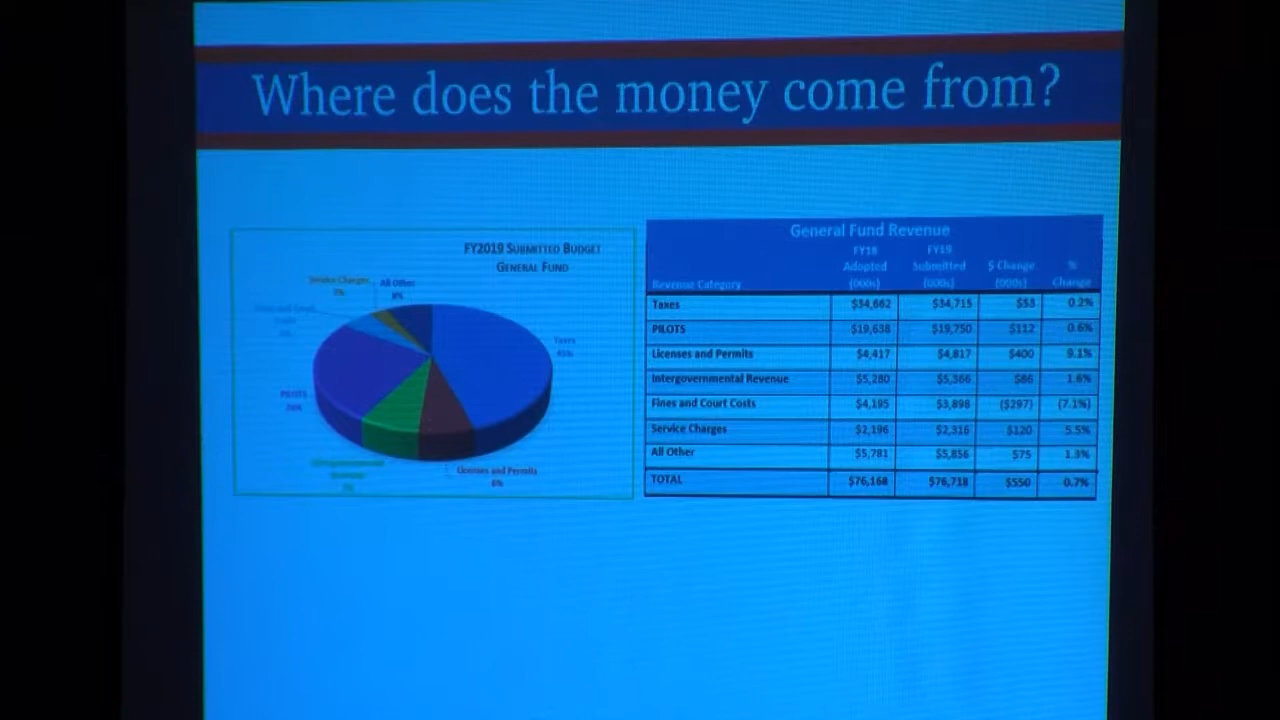 Where does the money come from?
FY2019 SUBMITTED BUDGET
GENERAL FUND
Service Charges
All Other
8%
Taxes
45%
PILOTS
26%
Licenses and Permits
6%
General Fund Revenue
Revenue Category FY18 Adopted (000s) FY19 Submitted (000s) $ Change (000s) % Change
Taxes $34,662 $34,715 $53 0.2%
PILOTS $19,638 $19,750 $112 0.6%
Licenses and Permits $4,417 $4,817 $400 9.1%
Intergovernmental Revenue $5,280 $5,366 $86 1.6%
Fines and Court Costs $4,195 $3,898 ($297) (7.1%)
Service Charges $2,196 $2,316 $120 5.5%
All Other $5,781 $5,856 $75 1.3%
TOTAL $76,168 $76,718 $550 0.7%